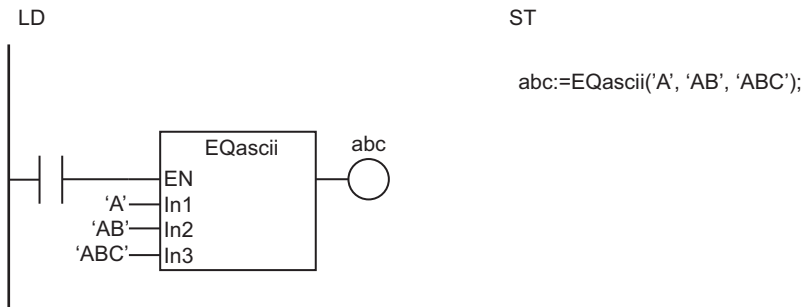 LD
ST
abc:=EQascii('A', ‘AB’, ‘ABC’);
EQascii
abc
EN
‘A’ In1
‘AB’ In2
‘ABC’ In3